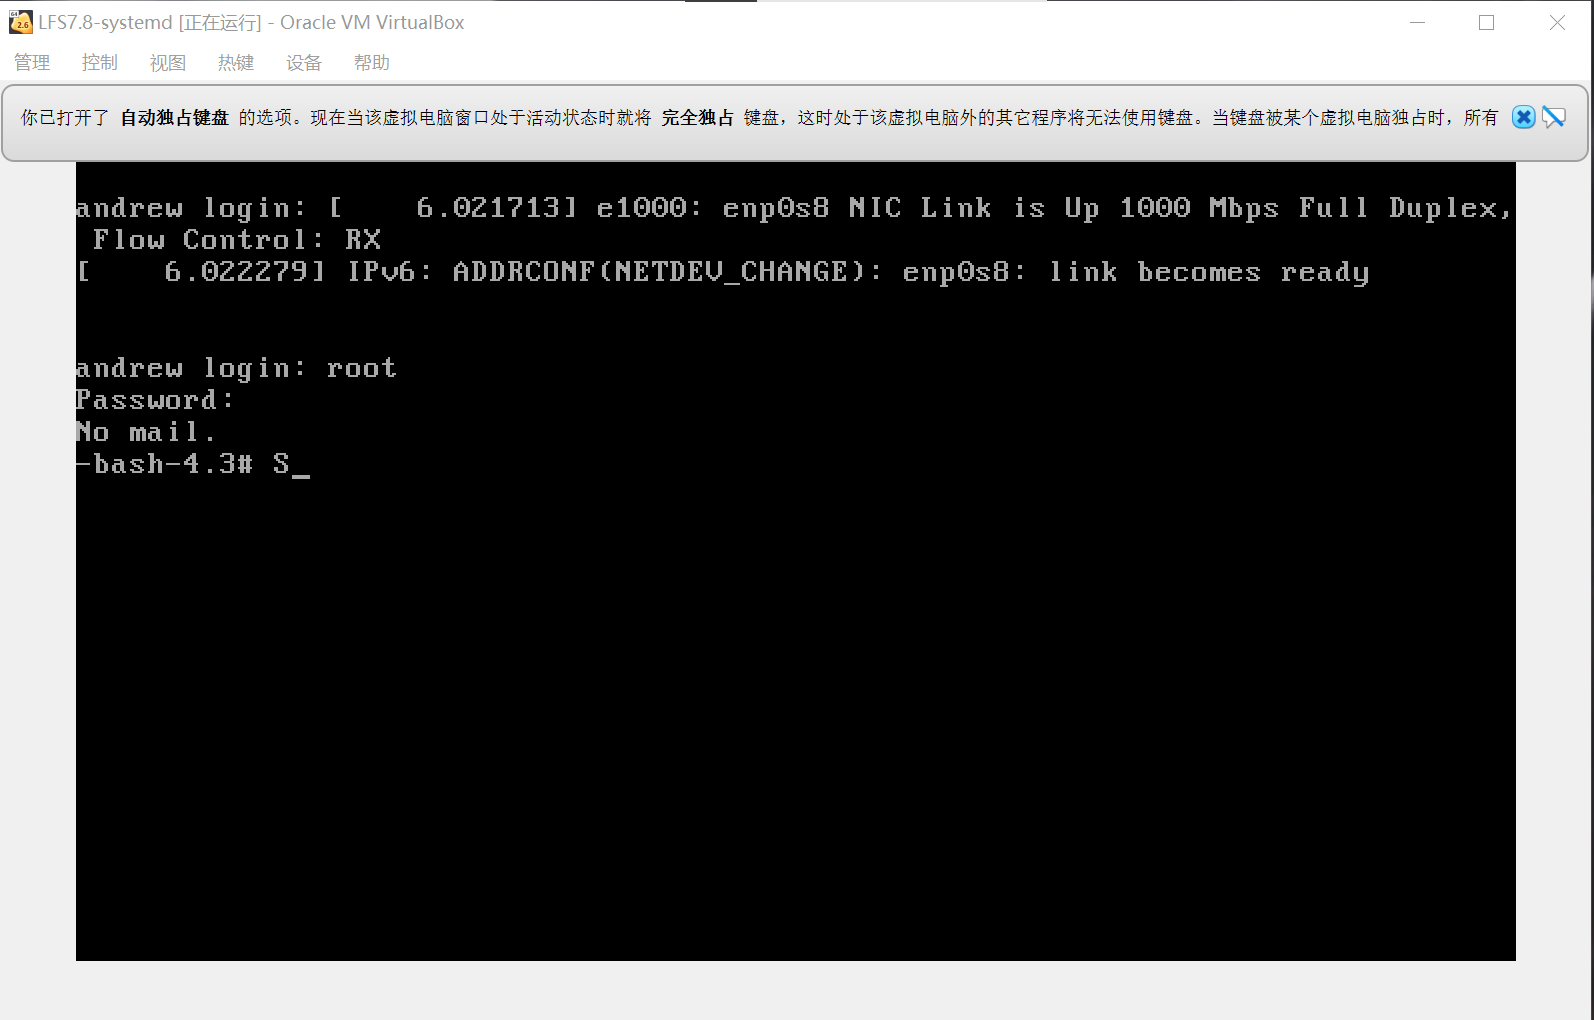 LFS7.8-systemd [正在运行] - Oracle VM VirtualBox
管理 控制 视图 热键 设备 帮助
你已打开了 自动独占键盘 的选项。现在当该虚拟电脑窗口处于活动状态时就将 完全独占 键盘，这时处于该虚拟电脑外的其它程序将无法使用键盘。当键盘被某个虚拟电脑独占时，所有
andrew login: [    6.021713] e1000: enp0s8 NIC Link is Up 1000 Mbps Full Duplex,
 Flow Control: RX
[    6.022279] IPv6: ADDRCONF(NETDEV_CHANGE): enp0s8: link becomes ready
andrew login: root
Password:
No mail.
-bash-4.3# S_